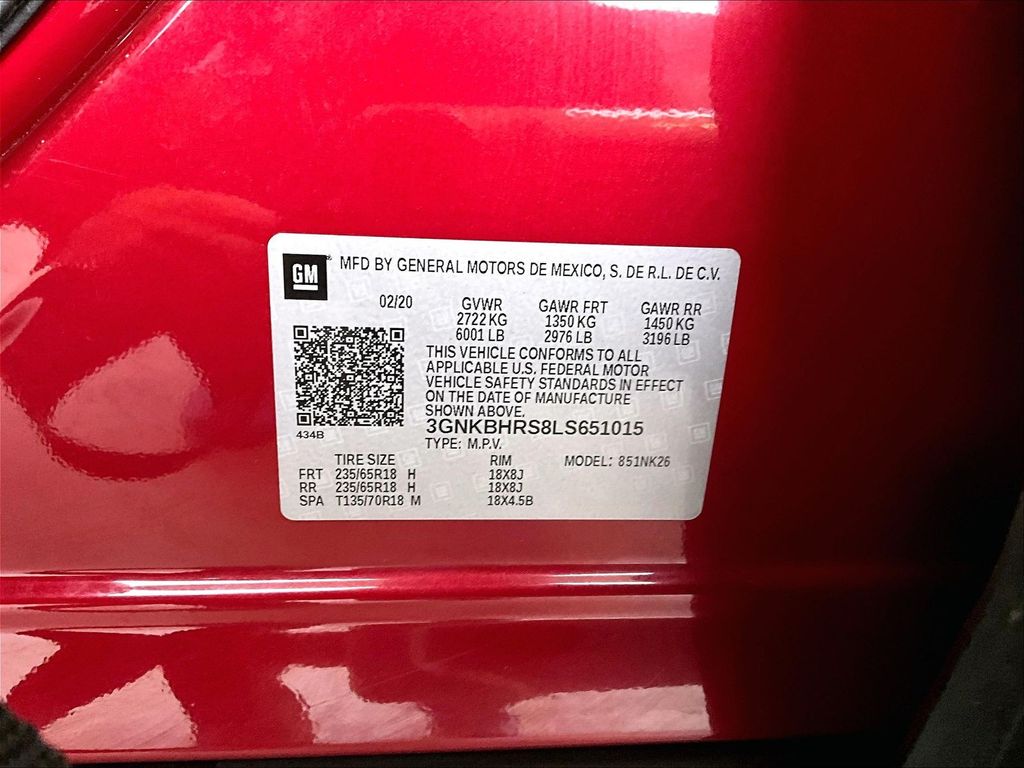 GM ® MFD BY GENERAL MOTORS DE MEXICO, S. DE R.L. DE C.V.
02/20 GVWR GAWR FRT GAWR RR
2722 KG 1350 KG 1450 KG
6001 LB 2976 LB 3196 LB
THIS VEHICLE CONFORMS TO ALL
APPLICABLE U.S. FEDERAL MOTOR
VEHICLE SAFETY STANDARDS IN EFFECT
ON THE DATE OF MANUFACTURE
SHOWN ABOVE.
434B 3GNKBHRS8LS651015
TYPE: M.P.V.
TIRE SIZE RIM MODEL: 851NK26
FRT 235/65R18 H 18X8J
RR 235/65R18 H 18X8J
SPA T135/70R18 M 18X4.5B